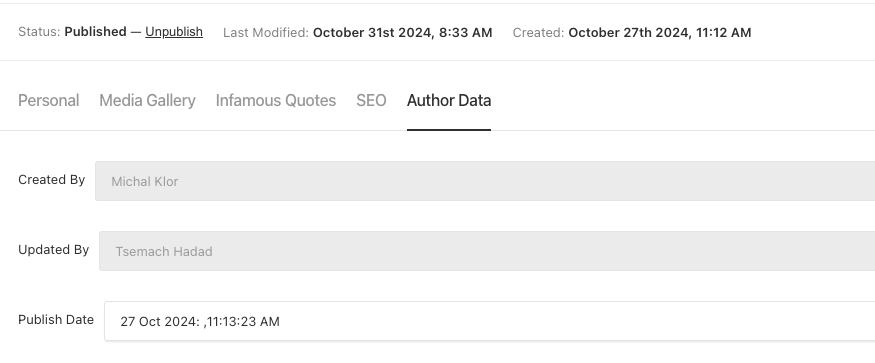 Status: Published — Unpublish Last Modified: October 31st 2024, 8:33 AM Created: October 27th 2024, 11:12 AM
Personal Media Gallery Infamous Quotes SEO Author Data
Created By Michal Klor
Updated By Tsemach Hadad
Publish Date 27 Oct 2024: ,11:13:23 AM